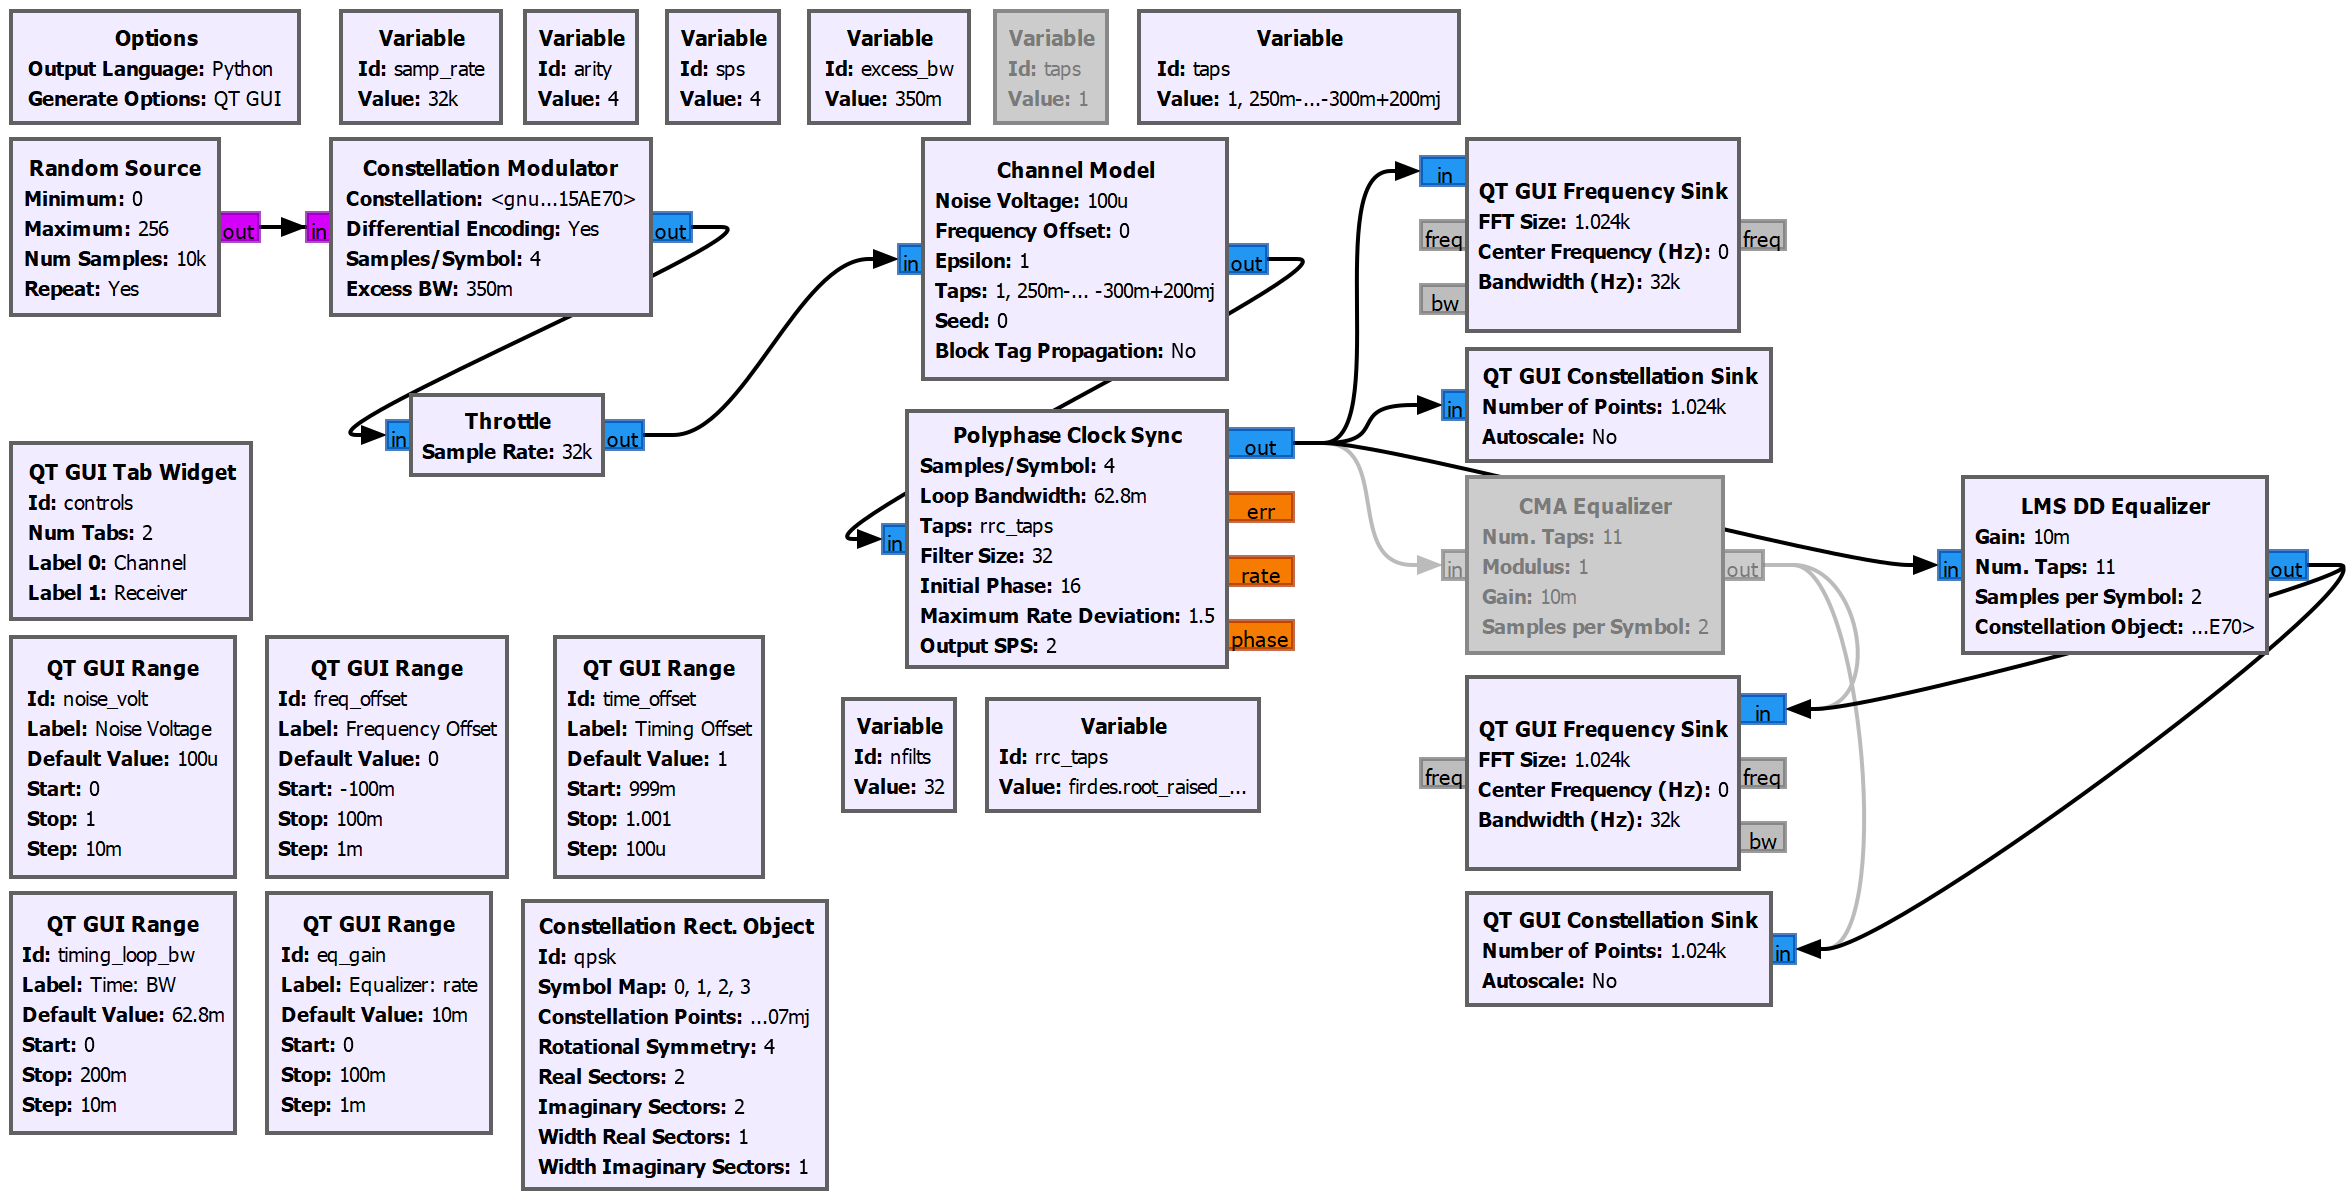 Options
Output Language: Python
Generate Options: QT GUI
Variable
Id: samp_rate
Value: 32k
Variable
Id: arity
Value: 4
Variable
Id: sps
Value: 4
Variable
Id: excess_bw
Value: 350m
Variable
Id: taps
Value: 1
Variable
Id: taps
Value: 1, 250m-...-300m+200mj
Random Source
Minimum: 0
Maximum: 256
Num Samples: 10k
Repeat: Yes
out
in
Constellation Modulator
Constellation: <gnu...15AE70>
Differential Encoding: Yes
Samples/Symbol: 4
Excess BW: 350m
out
in
Throttle
Sample Rate: 32k
out
in
Channel Model
Noise Voltage: 100u
Frequency Offset: 0
Epsilon: 1
Taps: 1, 250m-... -300m+200mj
Seed: 0
Block Tag Propagation: No
out
in
Polyphase Clock Sync
Samples/Symbol: 4
Loop Bandwidth: 62.8m
Taps: rrc_taps
Filter Size: 32
Initial Phase: 16
Maximum Rate Deviation: 1.5
Output SPS: 2
out
err
rate
phase
in
freq
bw
QT GUI Frequency Sink
FFT Size: 1.024k
Center Frequency (Hz): 0
Bandwidth (Hz): 32k
freq
in
QT GUI Constellation Sink
Number of Points: 1.024k
Autoscale: No
in
CMA Equalizer
Num. Taps: 11
Modulus: 1
Gain: 10m
Samples per Symbol: 2
out
in
LMS DD Equalizer
Gain: 10m
Num. Taps: 11
Samples per Symbol: 2
Constellation Object: ...E70>
out
QT GUI Frequency Sink
FFT Size: 1.024k
Center Frequency (Hz): 0
Bandwidth (Hz): 32k
in
freq
bw
freq
QT GUI Constellation Sink
Number of Points: 1.024k
Autoscale: No
in
QT GUI Tab Widget
Id: controls
Num Tabs: 2
Label 0: Channel
Label 1: Receiver
QT GUI Range
Id: noise_volt
Label: Noise Voltage
Default Value: 100u
Start: 0
Stop: 1
Step: 10m
QT GUI Range
Id: freq_offset
Label: Frequency Offset
Default Value: 0
Start: -100m
Stop: 100m
Step: 1m
QT GUI Range
Id: time_offset
Label: Timing Offset
Default Value: 1
Start: 999m
Stop: 1.001
Step: 100u
Variable
Id: nfilts
Value: 32
Variable
Id: rrc_taps
Value: firdes.root_raised_...
QT GUI Range
Id: timing_loop_bw
Label: Time: BW
Default Value: 62.8m
Start: 0
Stop: 200m
Step: 10m
QT GUI Range
Id: eq_gain
Label: Equalizer: rate
Default Value: 10m
Start: 0
Stop: 100m
Step: 1m
Constellation Rect. Object
Id: qpsk
Symbol Map: 0, 1, 2, 3
Constellation Points: ...07mj
Rotational Symmetry: 4
Real Sectors: 2
Imaginary Sectors: 2
Width Real Sectors: 1
Width Imaginary Sectors: 1